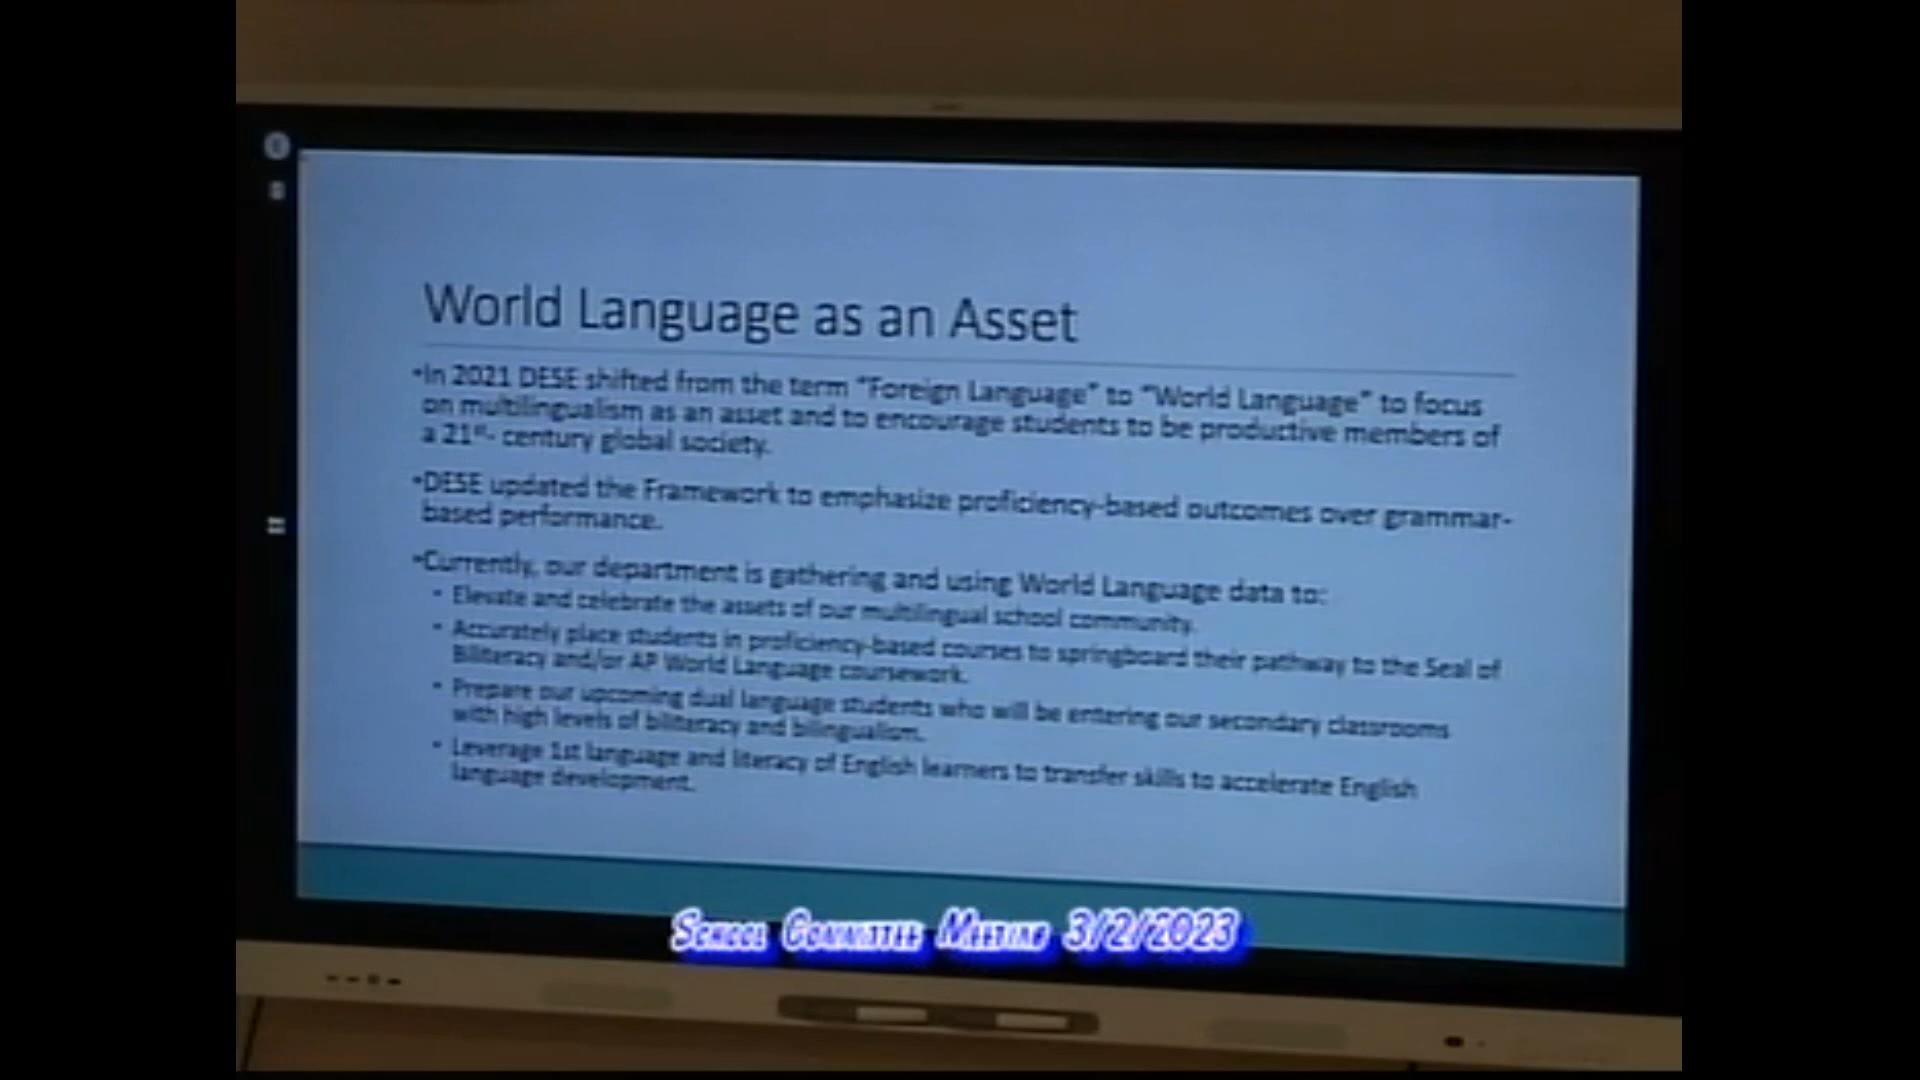 World Language as an Asset
•In 2021 DESE shifted from the term "Foreign Language" to "World Language" to focus
on multilingualism as an asset and to encourage students to be productive members of
a 21st- century global society.
•DESE updated the Framework to emphasize proficiency-based outcomes over grammar-
based performance.
•Currently, our department is gathering and using World Language data to:
• Elevate and celebrate the assets of our multilingual school community.
• Accurately place students in proficiency-based courses to springboard their pathway to the Seal of
Biliteracy and/or AP World Language coursework.
• Prepare our upcoming dual language students who will be entering our secondary classrooms
with high levels of biliteracy and bilingualism.
• Leverage 1st language and literacy of English learners to transfer skills to accelerate English
language development.
School Committee Meeting 3/2/2023